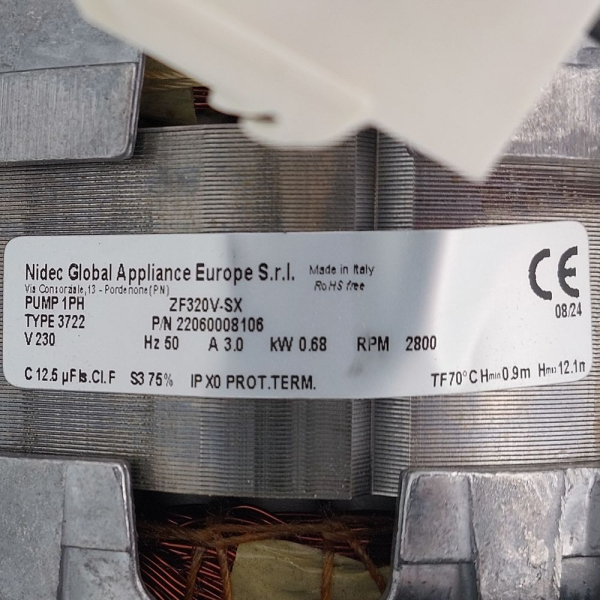 Nidec Global Appliance Europe S.r.l. Made in Italy
Via Consorziale, 13 - Pordenone (PN) RoHS free
PUMP 1PH ZF320V-SX
TYPE 3722 P/N 22060008106
V 230 Hz 50 A 3.0 kW 0.68 RPM 2800
C 12.5 µF Is.Cl.F S3 75% IP X0 PROT.TERM. TF70°C Hmin 0.9m Hmax 12.1m
CE
08/24